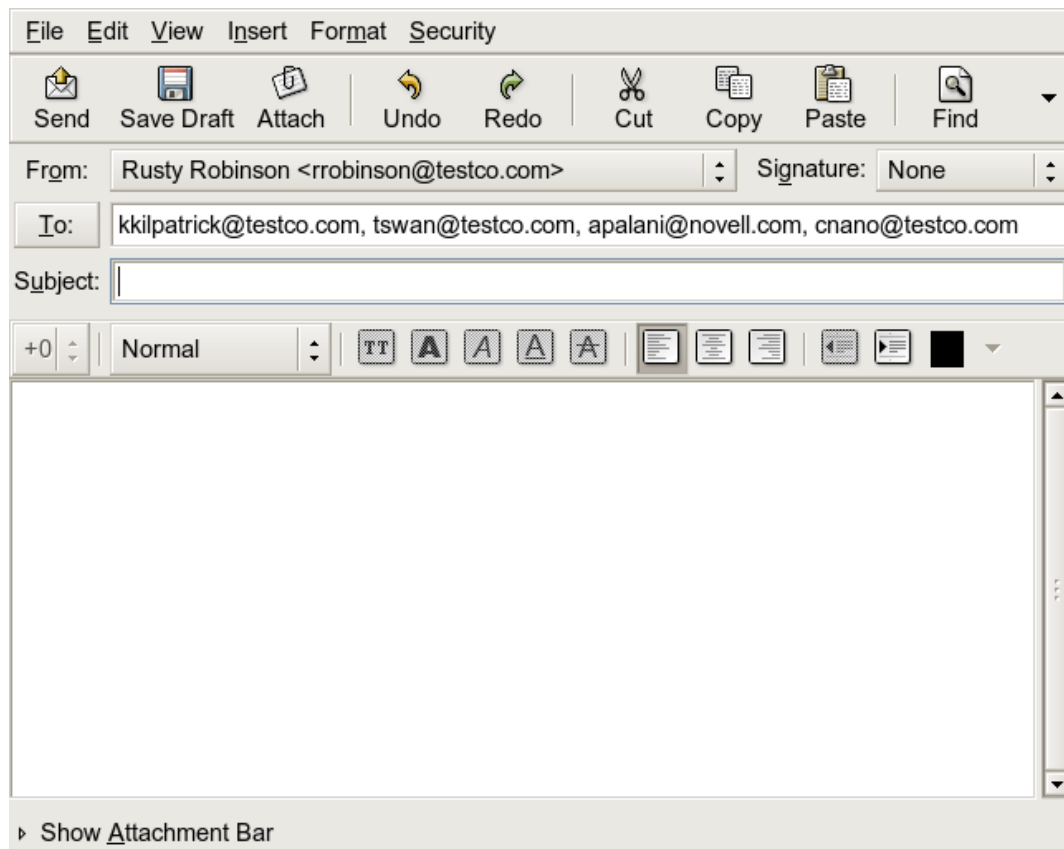 File Edit View Insert Format Security
Send Save Draft Attach Undo Redo Cut Copy Paste Find
From: Rusty Robinson <rrobinson@testco.com> Signature: None
To: kkilpatrick@testco.com, tswan@testco.com, apalani@novell.com, cnano@testco.com
Subject:
+0 Normal TT A A A A
Show Attachment Bar